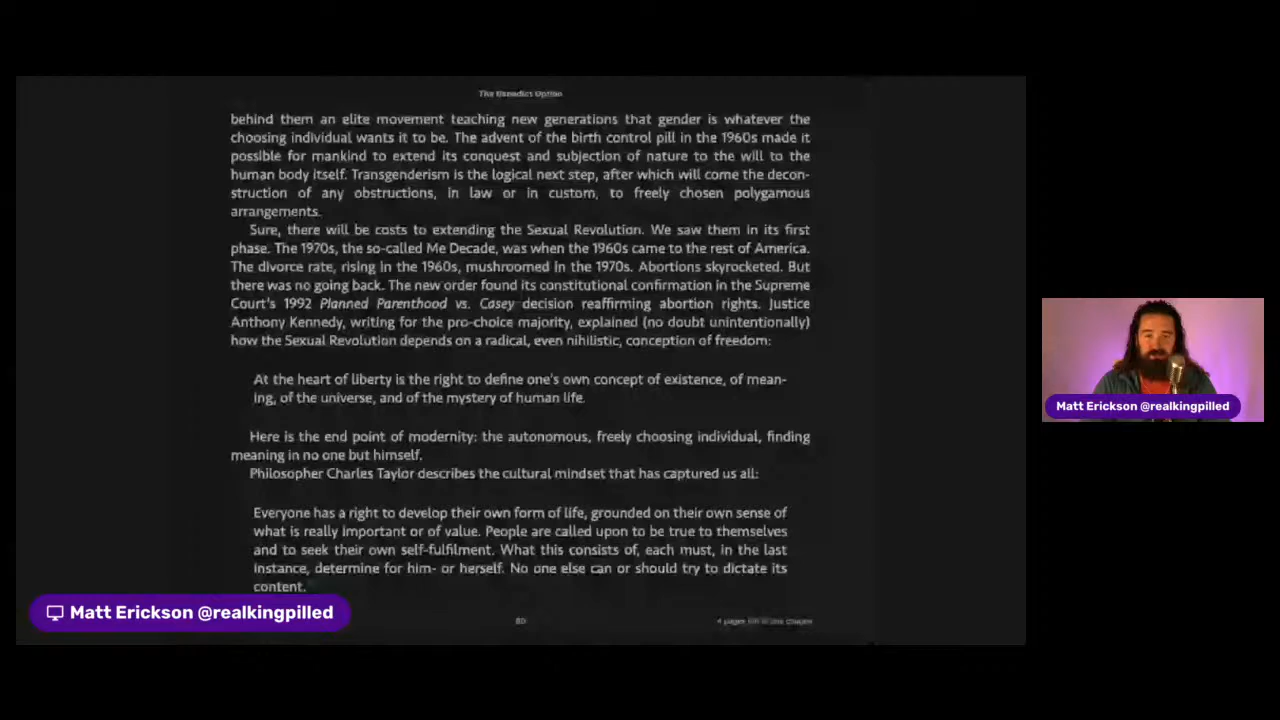 The Benedict Option
behind them an elite movement teaching new generations that gender is whatever the
choosing individual wants it to be. The advent of the birth control pill in the 1960s made it
possible for mankind to extend its conquest and subjection of nature to the will to the
human body itself. Transgenderism is the logical next step, after which will come the decon-
struction of any obstructions, in law or in custom, to freely chosen polygamous
arrangements.
Sure, there will be costs to extending the Sexual Revolution. We saw them in its first
phase. The 1970s, the so-called Me Decade, was when the 1960s came to the rest of America.
The divorce rate, rising in the 1960s, mushroomed in the 1970s. Abortions skyrocketed. But
there was no going back. The new order found its constitutional confirmation in the Supreme
Court's 1992 Planned Parenthood vs. Casey decision reaffirming abortion rights. Justice
Anthony Kennedy, writing for the pro-choice majority, explained (no doubt unintentionally)
how the Sexual Revolution depends on a radical, even nihilistic, conception of freedom:
At the heart of liberty is the right to define one's own concept of existence, of mean-
ing, of the universe, and of the mystery of human life.
Here is the end point of modernity: the autonomous, freely choosing individual, finding
meaning in no one but himself.
Philosopher Charles Taylor describes the cultural mindset that has captured us all:
Everyone has a right to develop their own form of life, grounded on their own sense of
what is really important or of value. People are called upon to be true to themselves
and to seek their own self-fulfilment. What this consists of, each must, in the last
instance, determine for him- or herself. No one else can or should try to dictate its
content.
80
4 pages left in this chapter
Matt Erickson @realkingpilled
Matt Erickson @realkingpilled